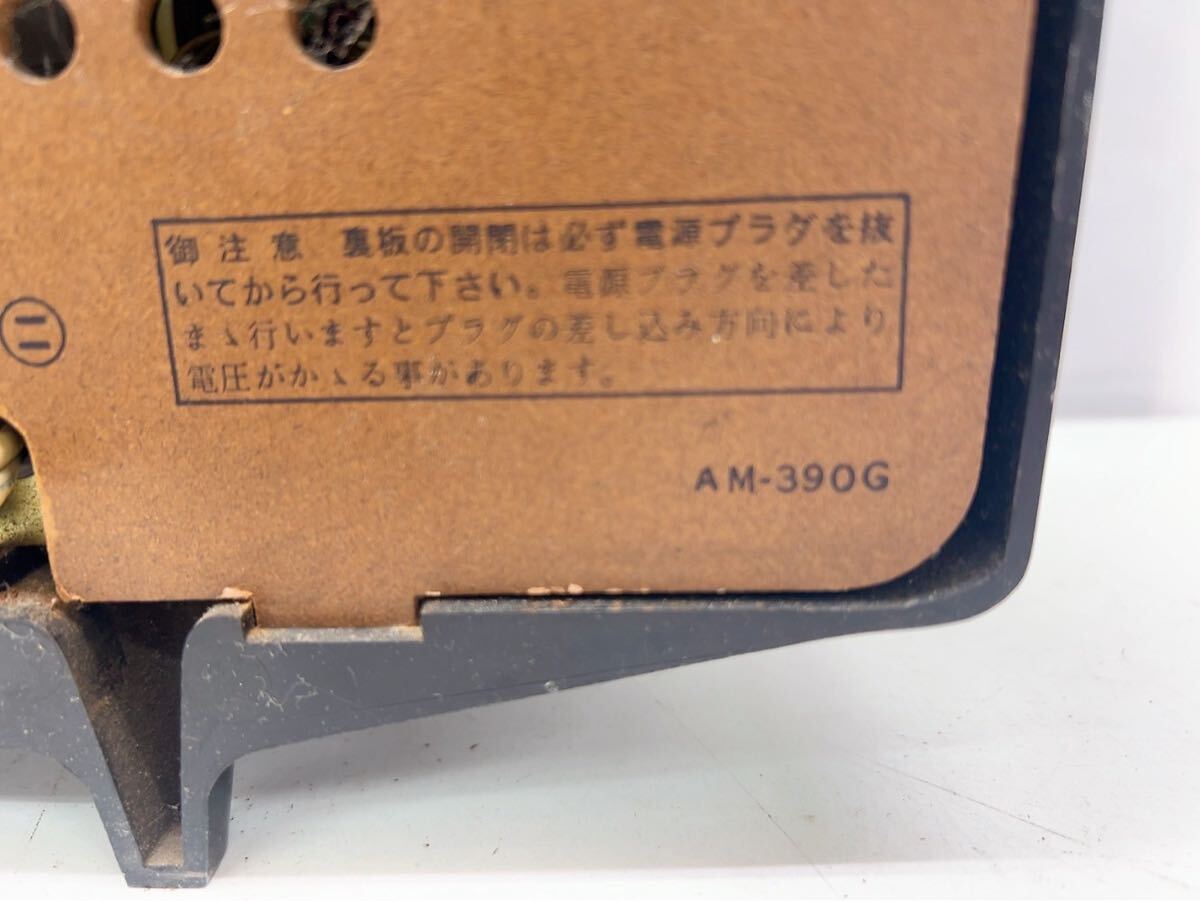 御注意 裏板の開閉は必ず電源プラグを抜
いてから行って下さい。電源プラグを差した
まゝ行いますとプラグの差し込み方向により
電圧がかゝる事があります。
㊁
AM-390G